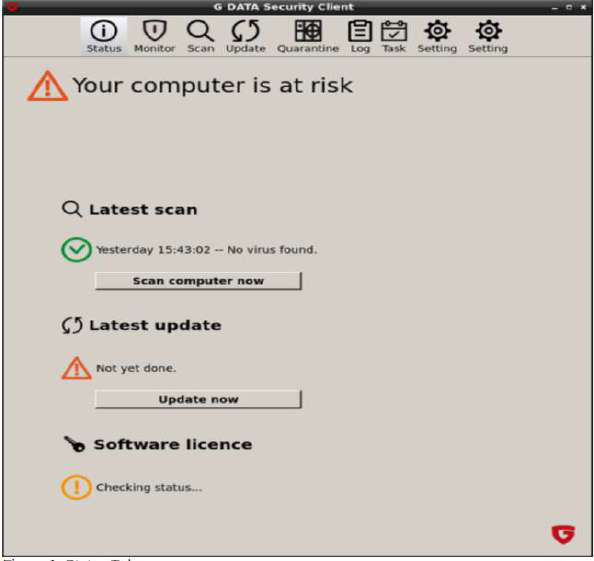 G DATA Security Client
Status Monitor Scan Update Quarantine Log Task Setting Setting
Your computer is at risk
Latest scan
Yesterday 15:43:02 -- No virus found.
Scan computer now
Latest update
Not yet done.
Update now
Software licence
Checking status...